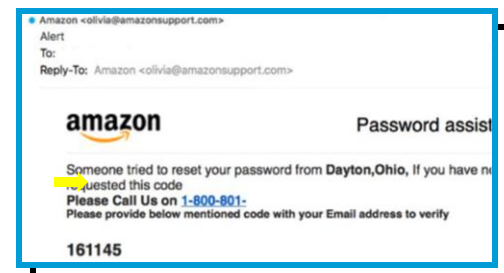 Amazon <olivia@amazonsupport.com>
Alert
To:
Reply-To: Amazon <olivia@amazonsupport.com>
amazon
Password assist
Someone tried to reset your password from Dayton,Ohio, If you have
requested this code
Please Call Us on 1-800-801-
Please provide below mentioned code with your Email address to verify
161145